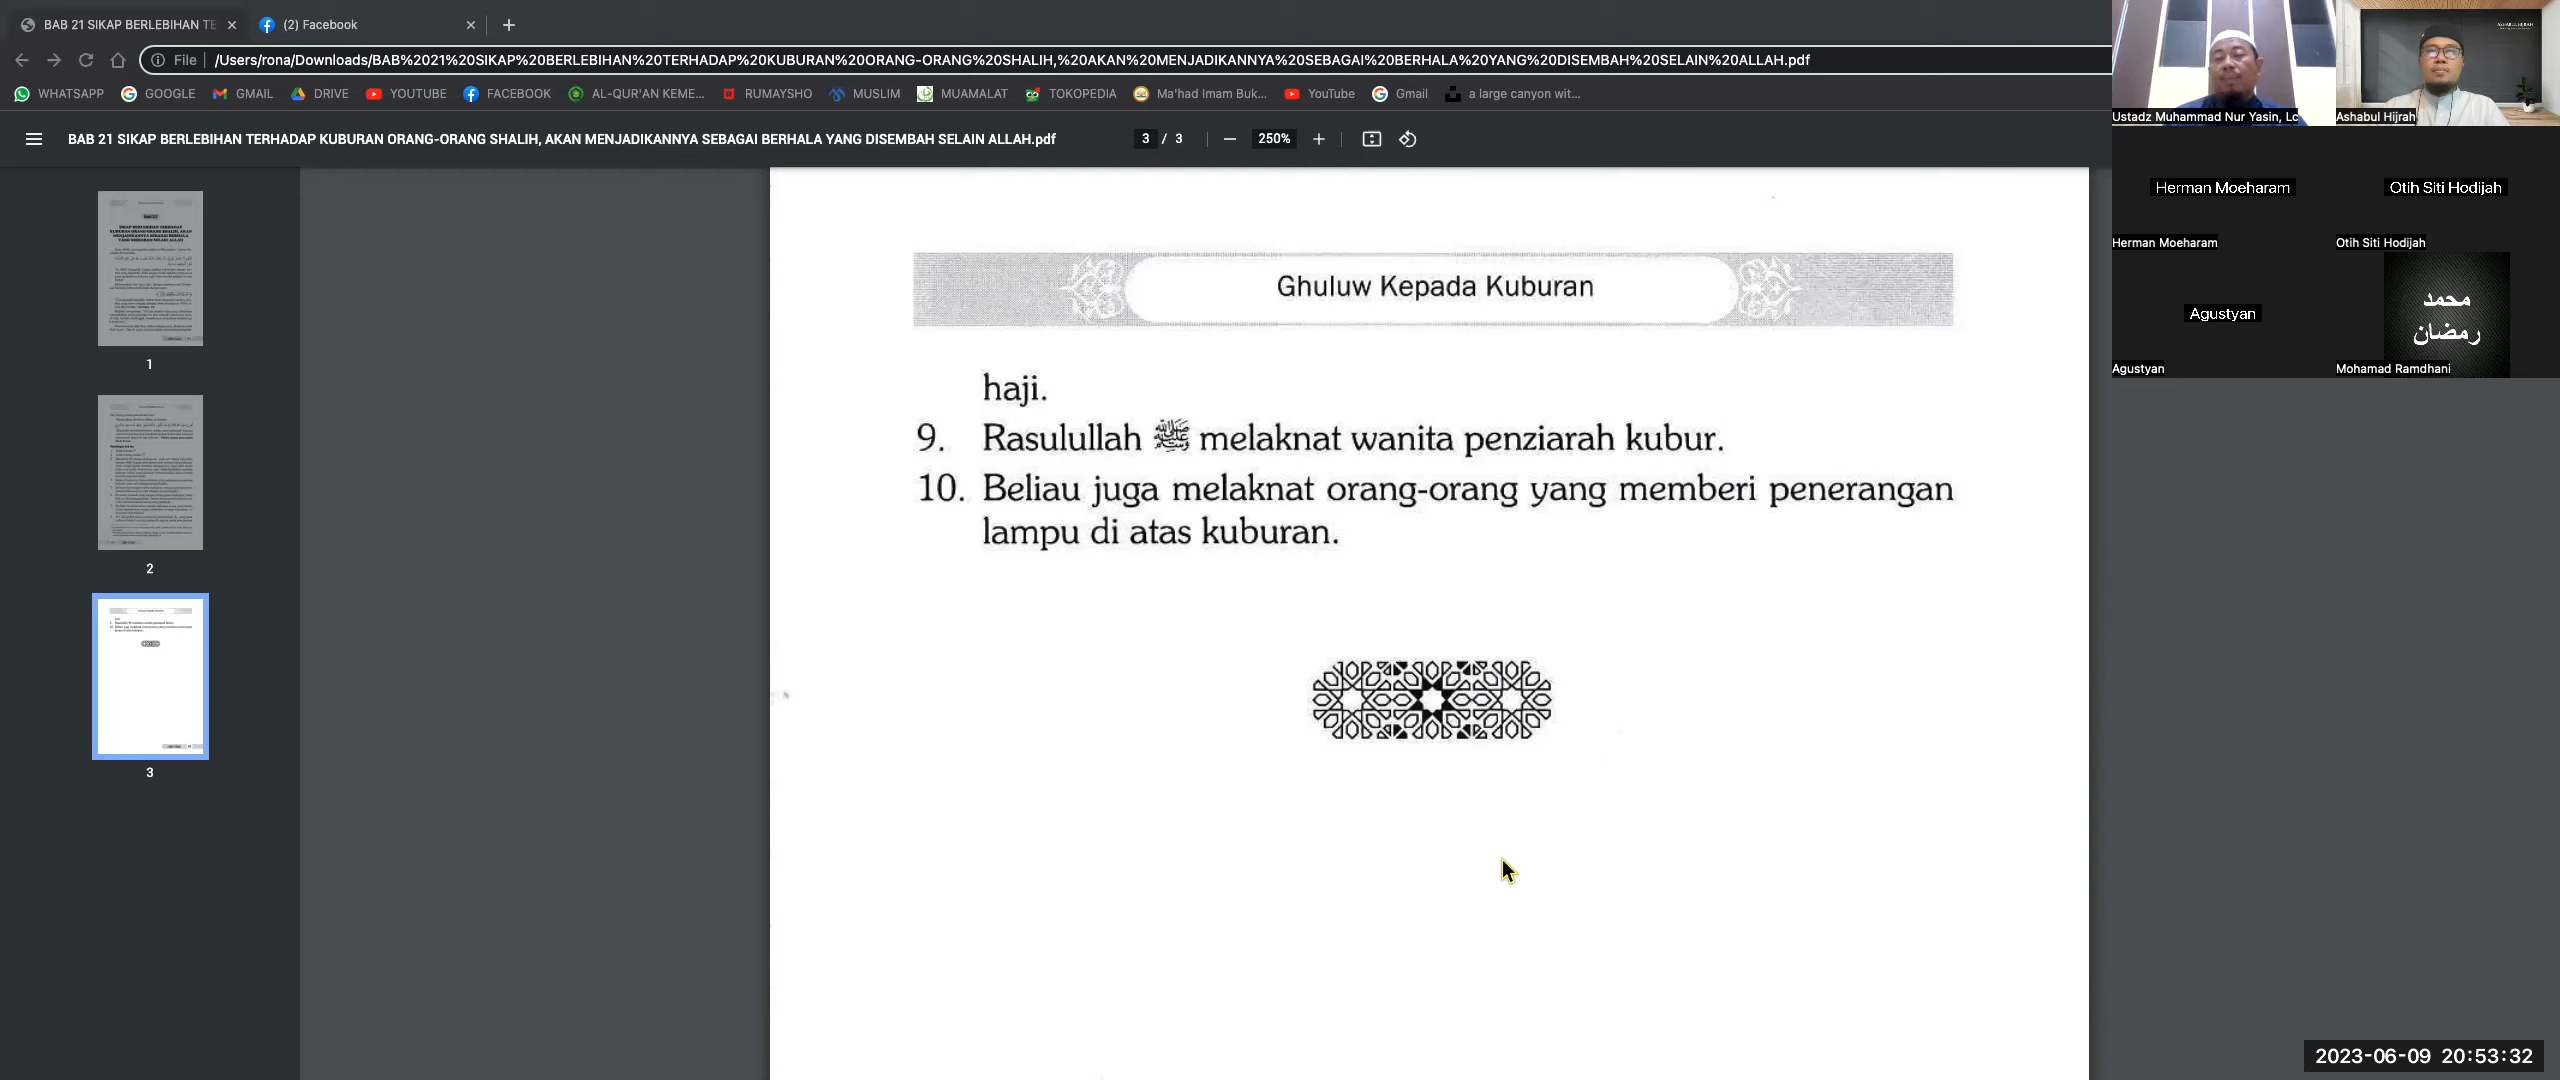 BAB 21 SIKAP BERLEBIHAN TE
(2) Facebook
File
/Users/rona/Downloads/BAB%2021%20SIKAP%20BERLEBIHAN%20TERHADAP%20KUBURAN%20ORANG-ORANG%20SHALIH,%20AKAN%20MENJADIKANNYA%20SEBAGAI%20BERHALA%20YANG%20DISEMBAH%20SELAIN%20ALLAH.pdf
WHATSAPP GOOGLE GMAIL DRIVE YOUTUBE FACEBOOK AL-QUR'AN KEME... RUMAYSHO MUSLIM MUAMALAT TOKOPEDIA Ma'had Imam Buk... YouTube Gmail a large canyon wit...
BAB 21 SIKAP BERLEBIHAN TERHADAP KUBURAN ORANG-ORANG SHALIH, AKAN MENJADIKANNYA SEBAGAI BERHALA YANG DISEMBAH SELAIN ALLAH.pdf
3 / 3
250%
1
2
3
Ghuluw Kepada Kuburan
haji.
9. Rasulullah ﷺ melaknat wanita penziarah kubur.
10. Beliau juga melaknat orang-orang yang memberi penerangan
lampu di atas kuburan.
Ustadz Muhammad Nur Yasin, Lc
Ashabul Hijrah
Herman Moeharam
Otih Siti Hodijah
Herman Moeharam
Otih Siti Hodijah
Agustyan
محمد
رمضان
Agustyan
Mohamad Ramdhani
2023-06-09 20:53:32